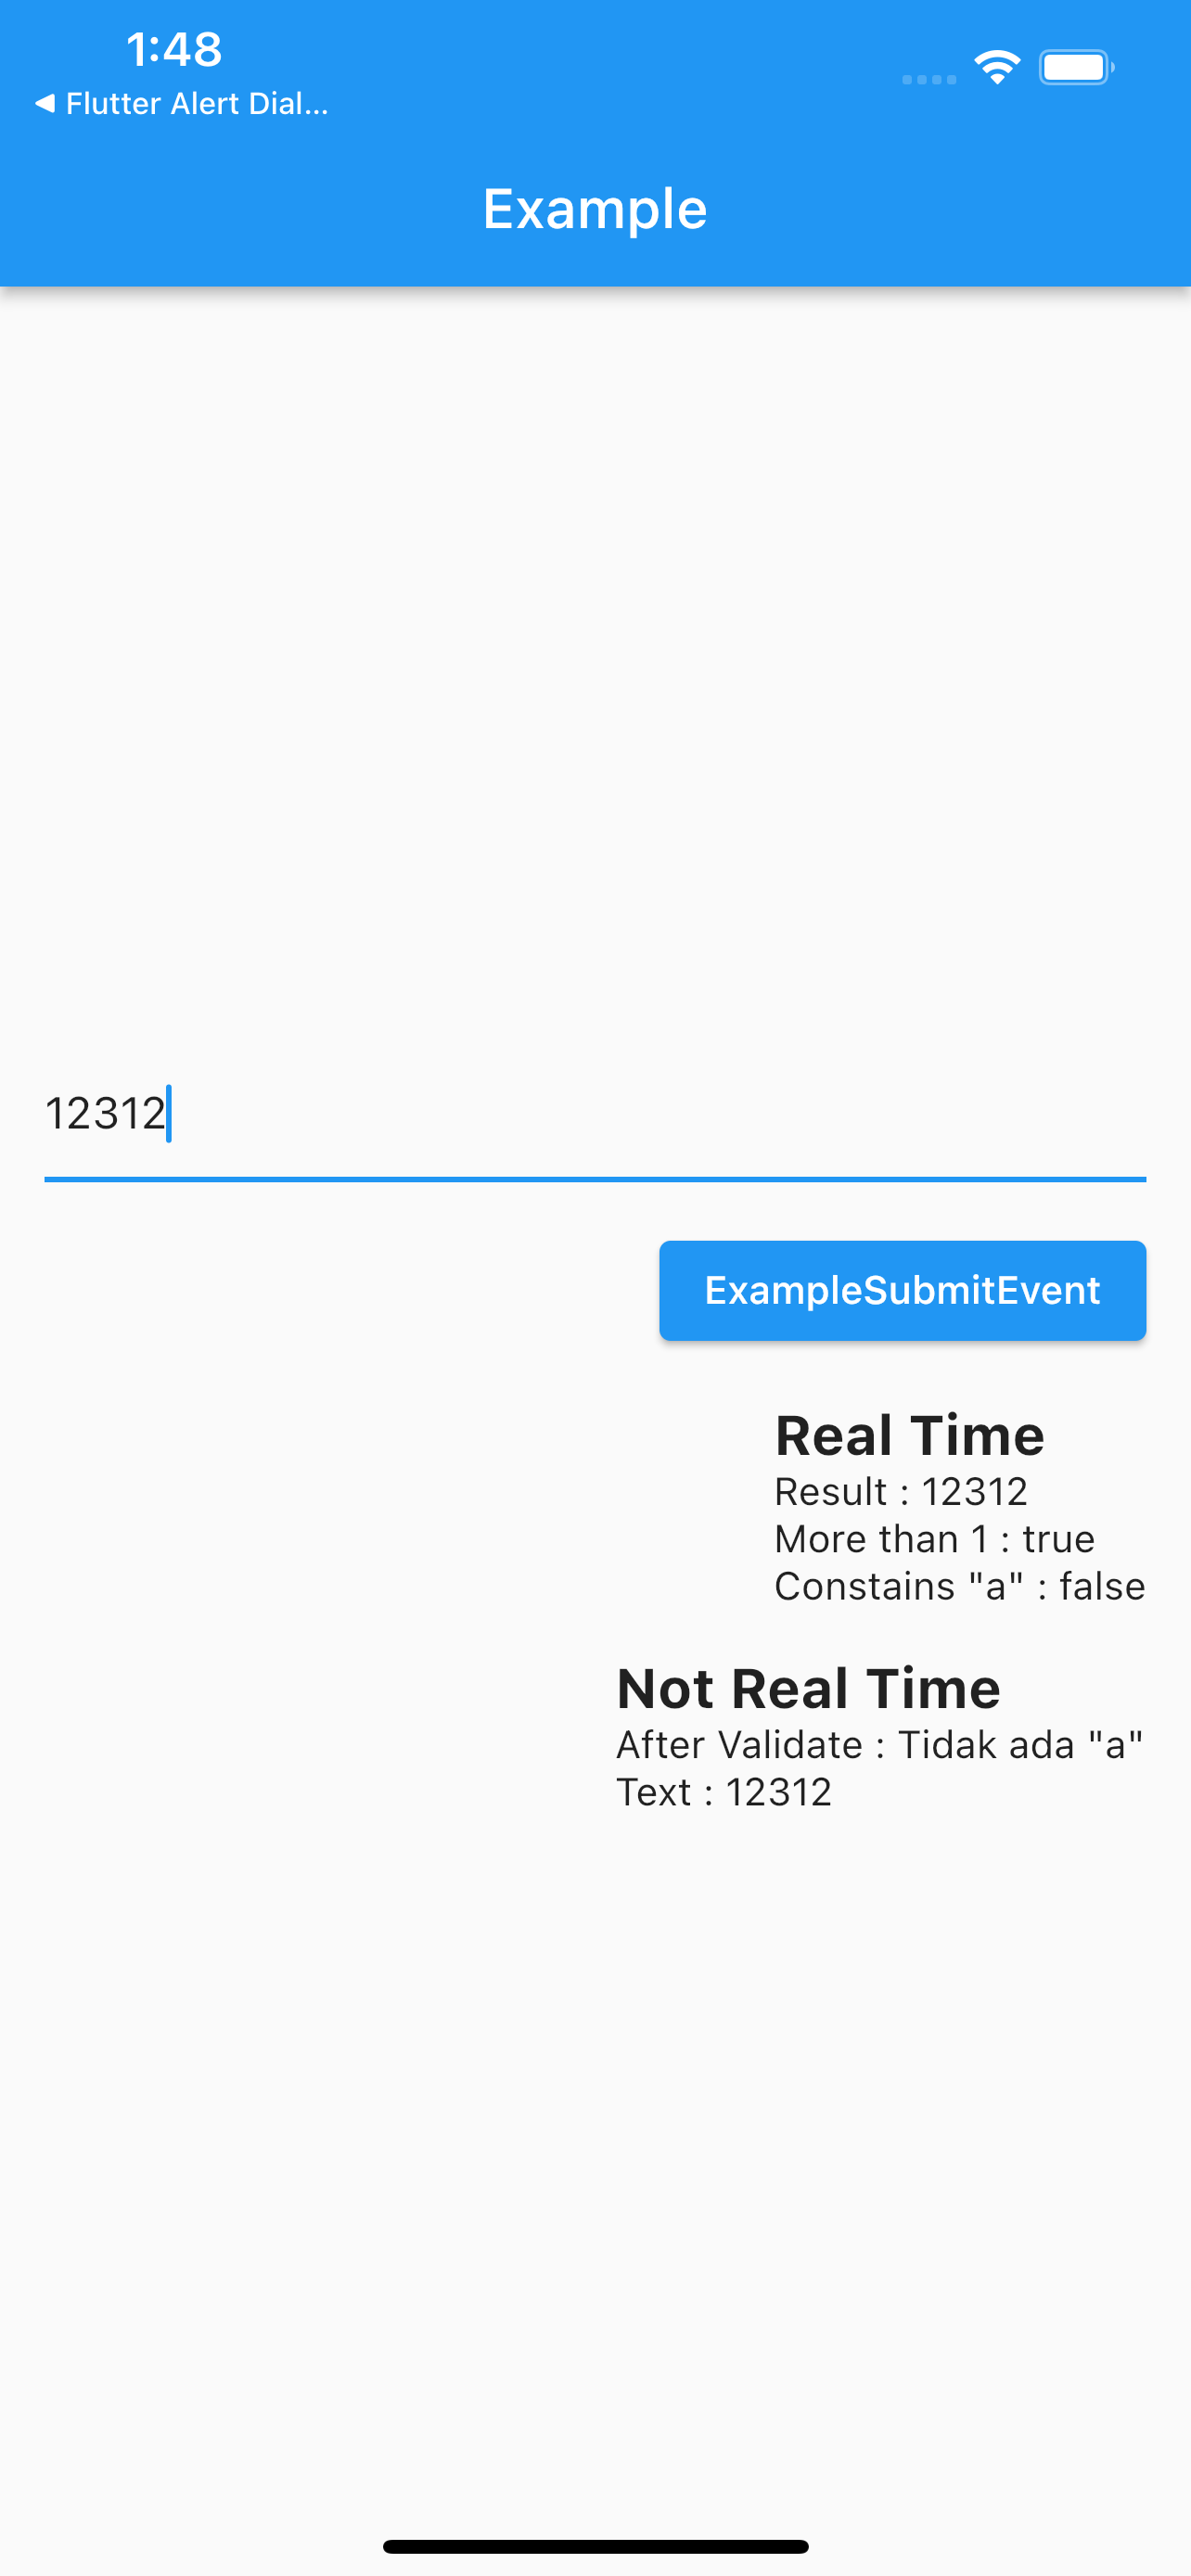 1:48
◀ Flutter Alert Dial...
Example
12312
ExampleSubmitEvent
Real Time
Result : 12312
More than 1 : true
Constains "a" : false
Not Real Time
After Validate : Tidak ada "a"
Text : 12312